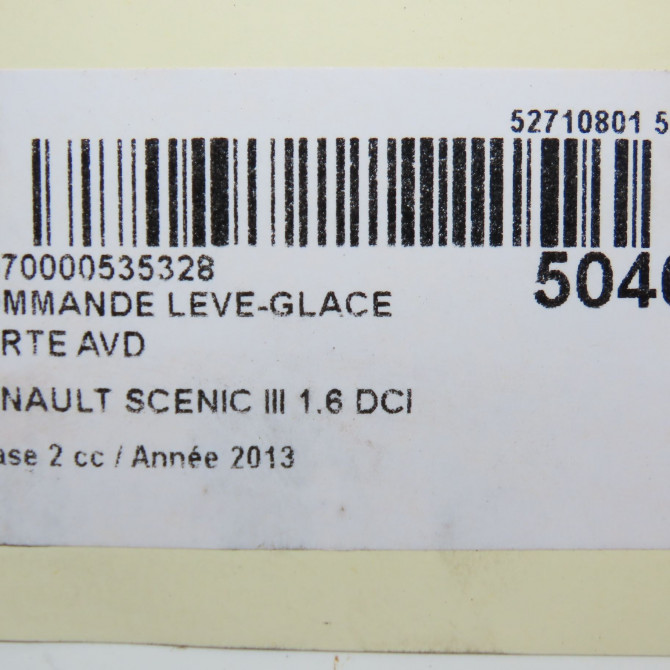 52710801 5
70000535328
504
MMANDE LEVE-GLACE
RTE AVD
NAULT SCENIC III 1.6 DCI
ase 2 cc / Année 2013